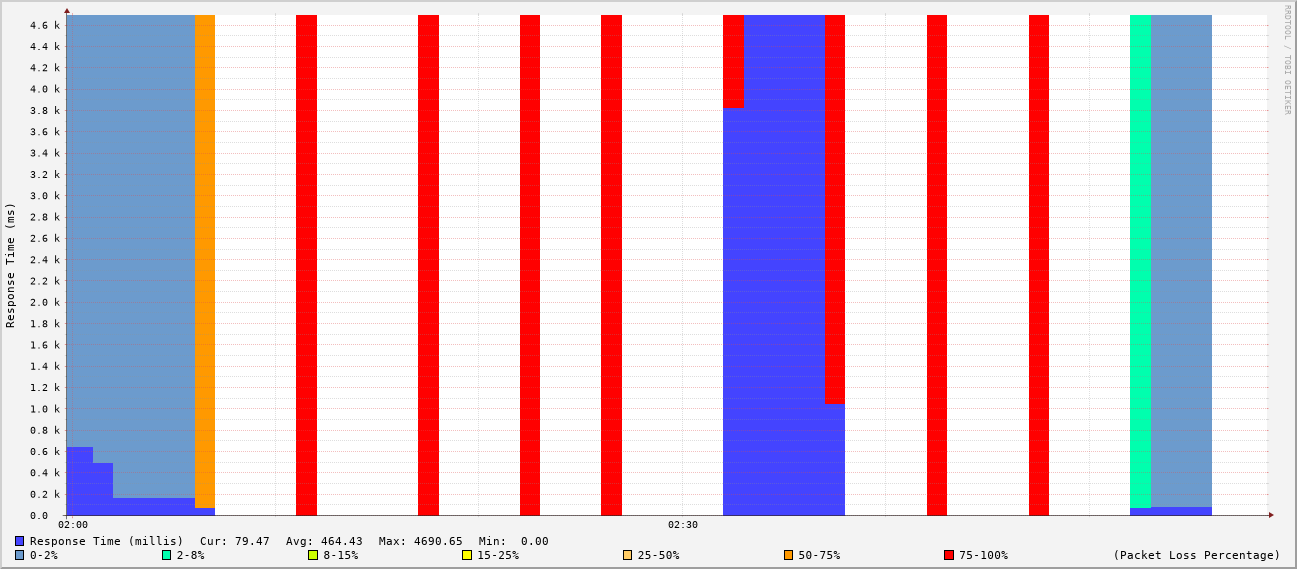 RRDTOOL / TOBI OETIKER
Response Time (ms)
4.6 k
4.4 k
4.2 k
4.0 k
3.8 k
3.6 k
3.4 k
3.2 k
3.0 k
2.8 k
2.6 k
2.4 k
2.2 k
2.0 k
1.8 k
1.6 k
1.4 k
1.2 k
1.0 k
0.8 k
0.6 k
0.4 k
0.2 k
0.0
02:00 02:30
Response Time (millis) Cur: 79.47 Avg: 464.43 Max: 4690.65 Min: 0.00
0-2% 2-8% 8-15% 15-25% 25-50% 50-75% 75-100% (Packet Loss Percentage)